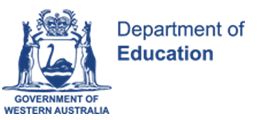 Department of
Education
GOVERNMENT OF
WESTERN AUSTRALIA